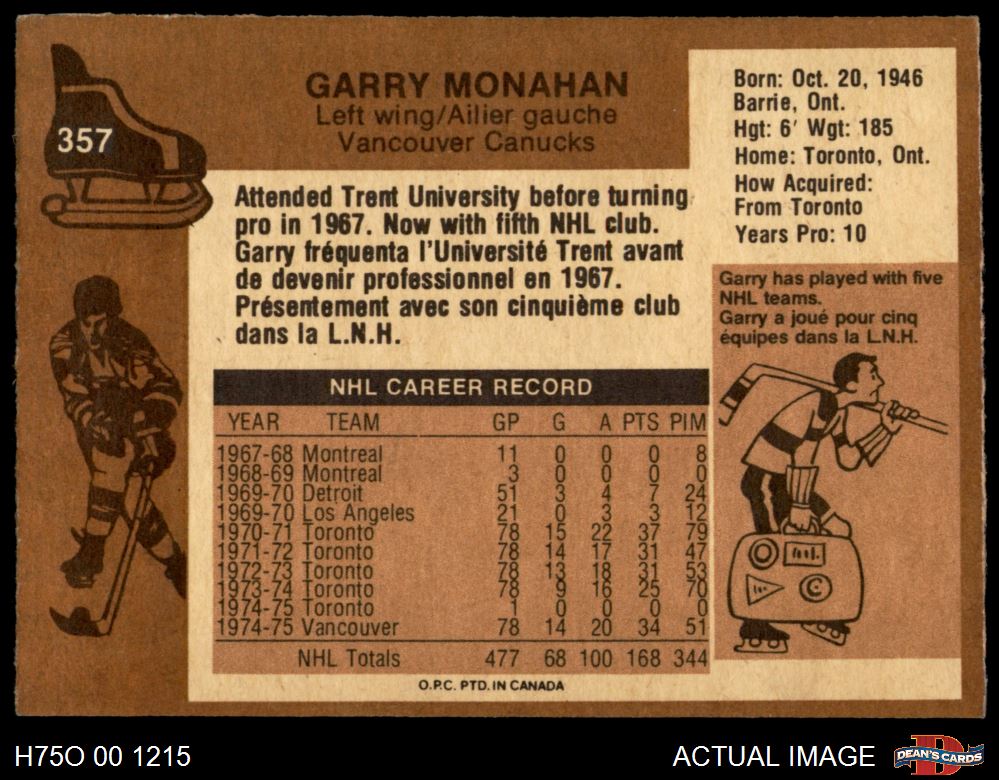 357
GARRY MONAHAN
Left wing/Ailier gauche
Vancouver Canucks
Born: Oct. 20, 1946
Barrie, Ont.
Hgt: 6' Wgt: 185
Home: Toronto, Ont.
How Acquired:
From Toronto
Years Pro: 10
Attended Trent University before turning
pro in 1967. Now with fifth NHL club.
Garry fréquenta l'Université Trent avant
de devenir professionnel en 1967.
Présentement avec son cinquième club
dans la L.N.H.
Garry has played with five
NHL teams.
Garry a joué pour cinq
équipes dans la L.N.H.
NHL CAREER RECORD
YEAR TEAM GP G A PTS PIM
1967-68 Montreal 11 0 0 0 8
1968-69 Montreal 3 0 0 0 0
1969-70 Detroit 51 3 4 7 24
1969-70 Los Angeles 21 0 3 3 12
1970-71 Toronto 78 15 22 37 79
1971-72 Toronto 78 14 17 31 47
1972-73 Toronto 78 13 18 31 53
1973-74 Toronto 78 9 16 25 70
1974-75 Toronto 1 0 0 0 0
1974-75 Vancouver 78 14 20 34 51
NHL Totals 477 68 100 168 344
O.P.C. PTD. IN CANADA
H75O 00 1215
ACTUAL IMAGE
DEAN'S CARDS